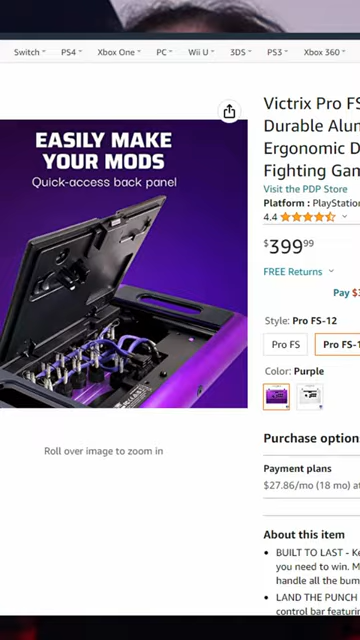 Switch PS4 Xbox One PC Wii U 3DS PS3 Xbox 360
EASILY MAKE
YOUR MODS
Quick-access back panel
Roll over image to zoom in
Victrix Pro FS
Durable Alu
Ergonomic D
Fighting Gam
Visit the PDP Store
Platform : PlayStation
4.4
$399.99
FREE Returns
Pay $
Style: Pro FS-12
Pro FS Pro FS-1
Color: Purple
Purchase option
Payment plans
$27.86/mo (18 mo) a
About this item
BUILT TO LAST - Ke
you need to win. M
handle all the bum
LAND THE PUNCH
control bar featuri